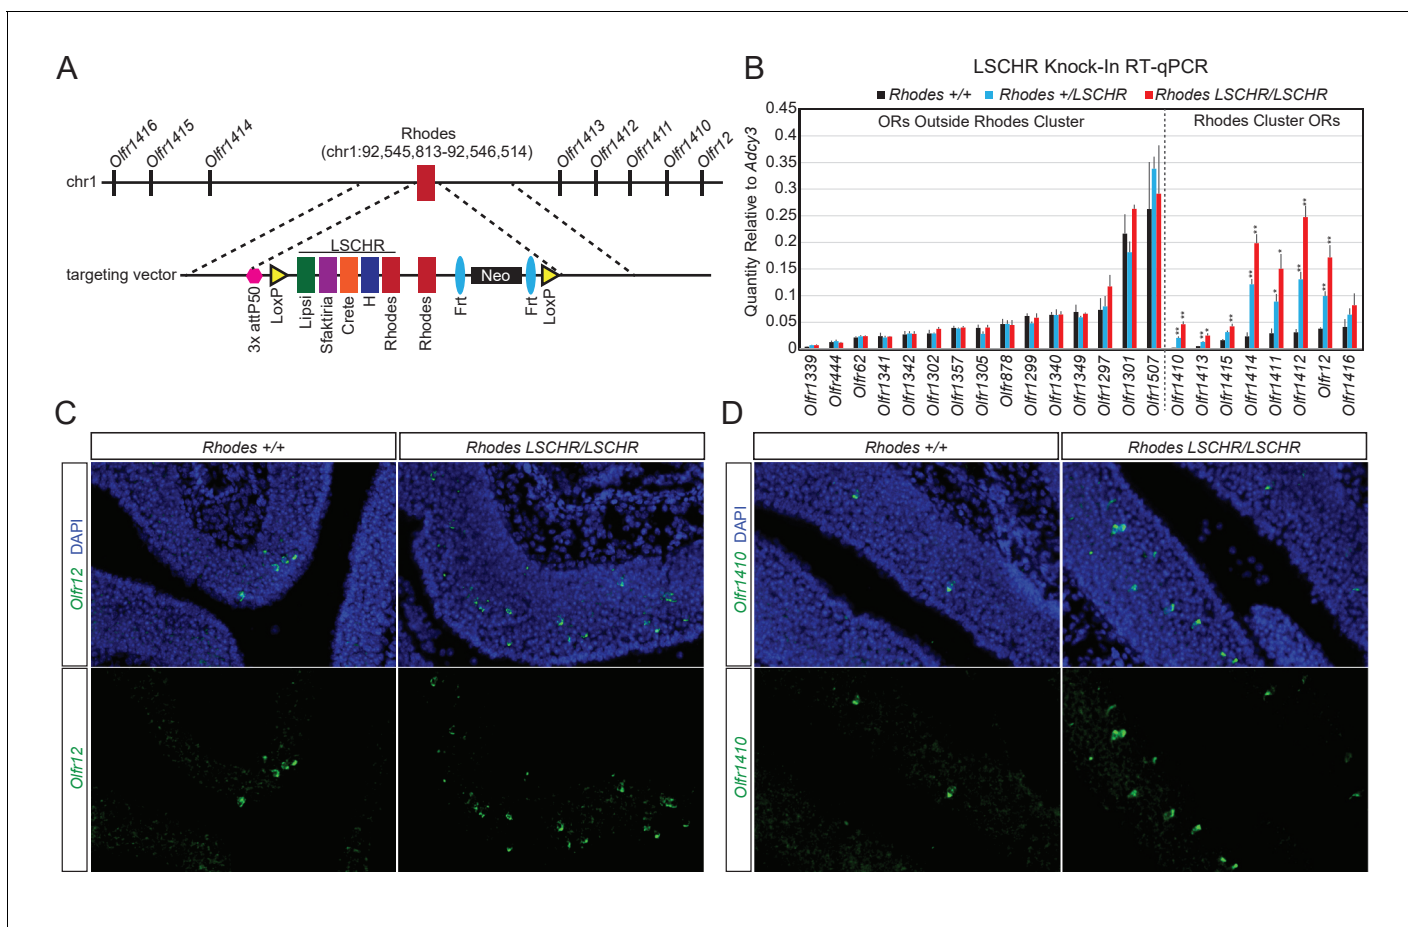 A
Olfr1416
Olfr1415
Olfr1414
Rhodes
(chr1:92,545,813-92,546,514)
Olfr1413
Olfr1412
Olfr1411
Olfr1410
Olfr12
chr1
LSCHR
targeting vector
Neo
3x attP50
LoxP
Lipsi
Sfaktiria
Crete
H
Rhodes
Rhodes
Frt
Frt
LoxP
B
LSCHR Knock-In RT-qPCR
Rhodes +/+ Rhodes +/LSCHR Rhodes LSCHR/LSCHR
ORs Outside Rhodes Cluster
Rhodes Cluster ORs
Quantity Relative to Adcy3
0.45
0.4
0.35
0.3
0.25
0.2
0.15
0.1
0.05
0
** ** ** * * ** ** * * ** ** ** **
Olfr1339
Olfr444
Olfr62
Olfr1341
Olfr1342
Olfr1302
Olfr1357
Olfr1305
Olfr878
Olfr1299
Olfr1340
Olfr1349
Olfr1297
Olfr1301
Olfr1507
Olfr1410
Olfr1413
Olfr1415
Olfr1414
Olfr1411
Olfr1412
Olfr12
Olfr1416
C
Rhodes +/+
Rhodes LSCHR/LSCHR
Olfr12 DAPI
Olfr12
D
Rhodes +/+
Rhodes LSCHR/LSCHR
Olfr1410 DAPI
Olfr1410